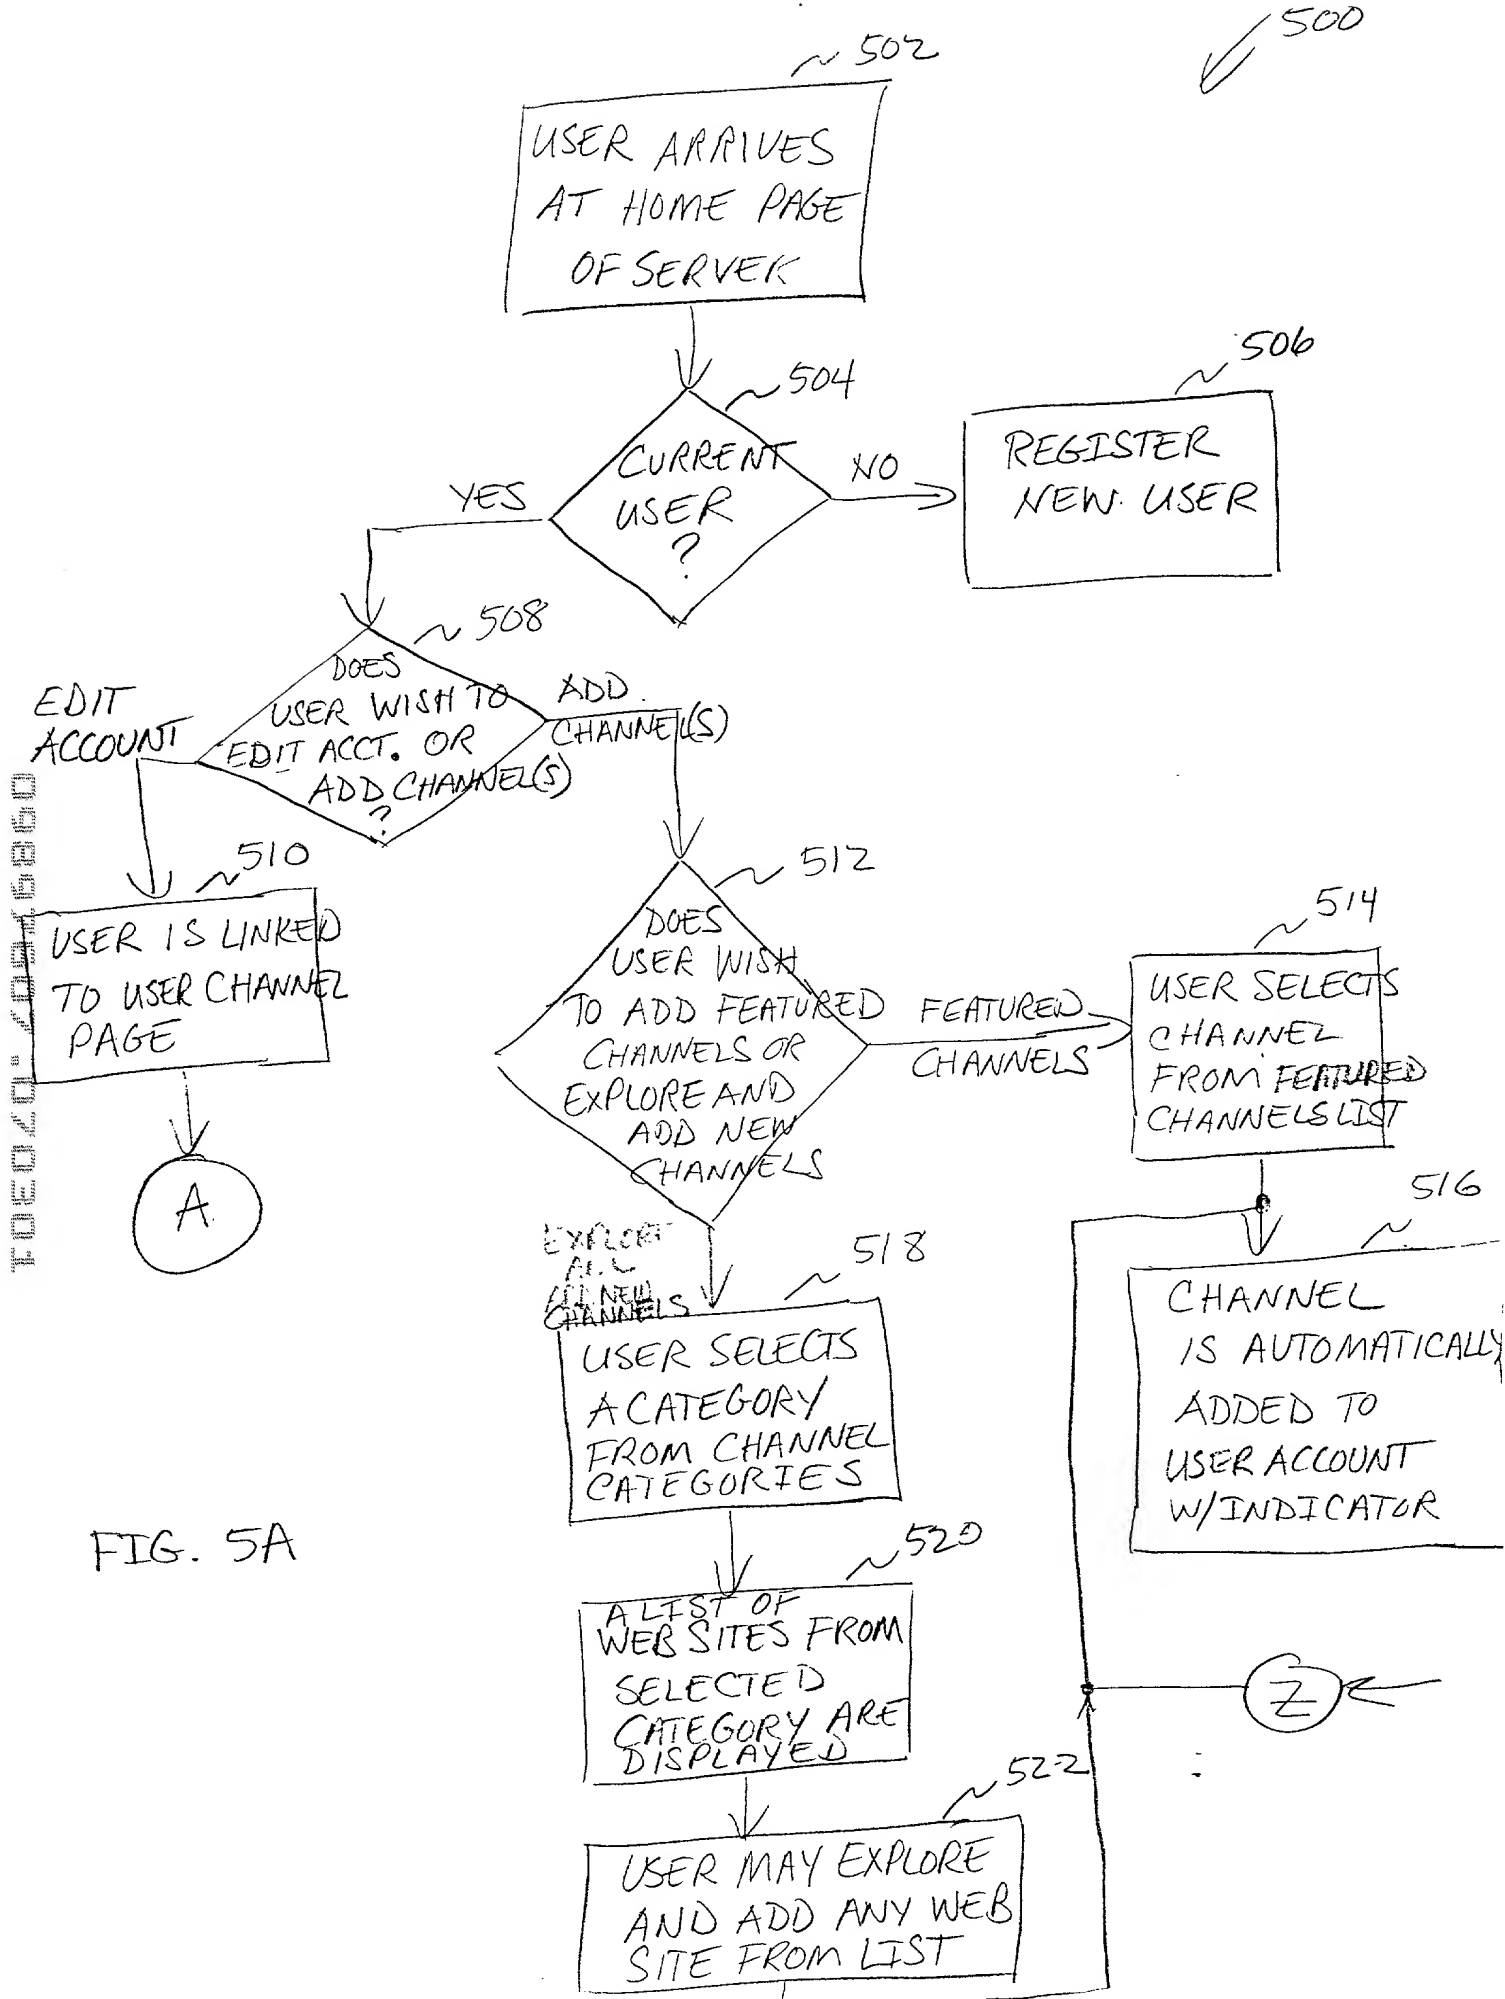 500
502
USER ARRIVES
AT HOME PAGE
OF SERVER
504
CURRENT
USER
?
NO
506
REGISTER
NEW USER
YES
508
DOES
USER WISH TO
EDIT ACCT. OR
ADD CHANNEL(S)
?
EDIT
ACCOUNT
ADD
CHANNEL(S)
510
USER IS LINKED
TO USER CHANNEL
PAGE
A
512
DOES
USER WISH
TO ADD FEATURED
CHANNELS OR
EXPLORE AND
ADD NEW
CHANNELS
FEATURED
CHANNELS
514
USER SELECTS
CHANNEL
FROM FEATURED
CHANNELS LIST
516
CHANNEL
IS AUTOMATICALLY
ADDED TO
USER ACCOUNT
W/INDICATOR
EXPLORE
NEW
CHANNELS
518
USER SELECTS
A CATEGORY
FROM CHANNEL
CATEGORIES
520
A LIST OF
WEB SITES FROM
SELECTED
CATEGORY ARE
DISPLAYED
Z
522
USER MAY EXPLORE
AND ADD ANY WEB
SITE FROM LIST
FIG. 5A